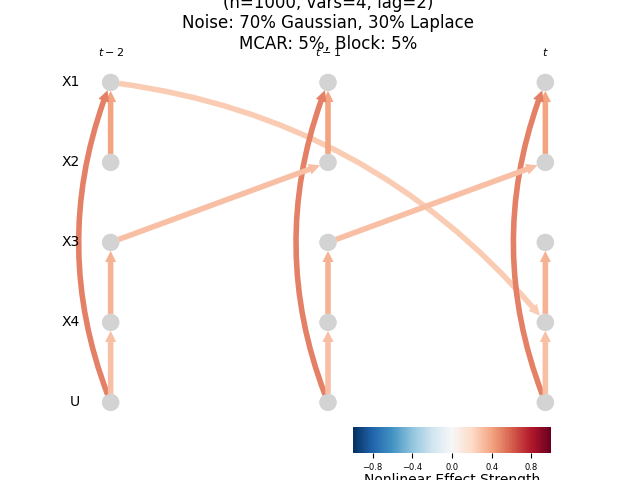 (n=1000, vars=4, lag=2)
Noise: 70% Gaussian, 30% Laplace
MCAR: 5%, Block: 5%
t − 2
t − 1
t
X1
X2
X3
X4
U
−0.8
−0.4
0.0
0.4
0.8
Nonlinear Effect Strength